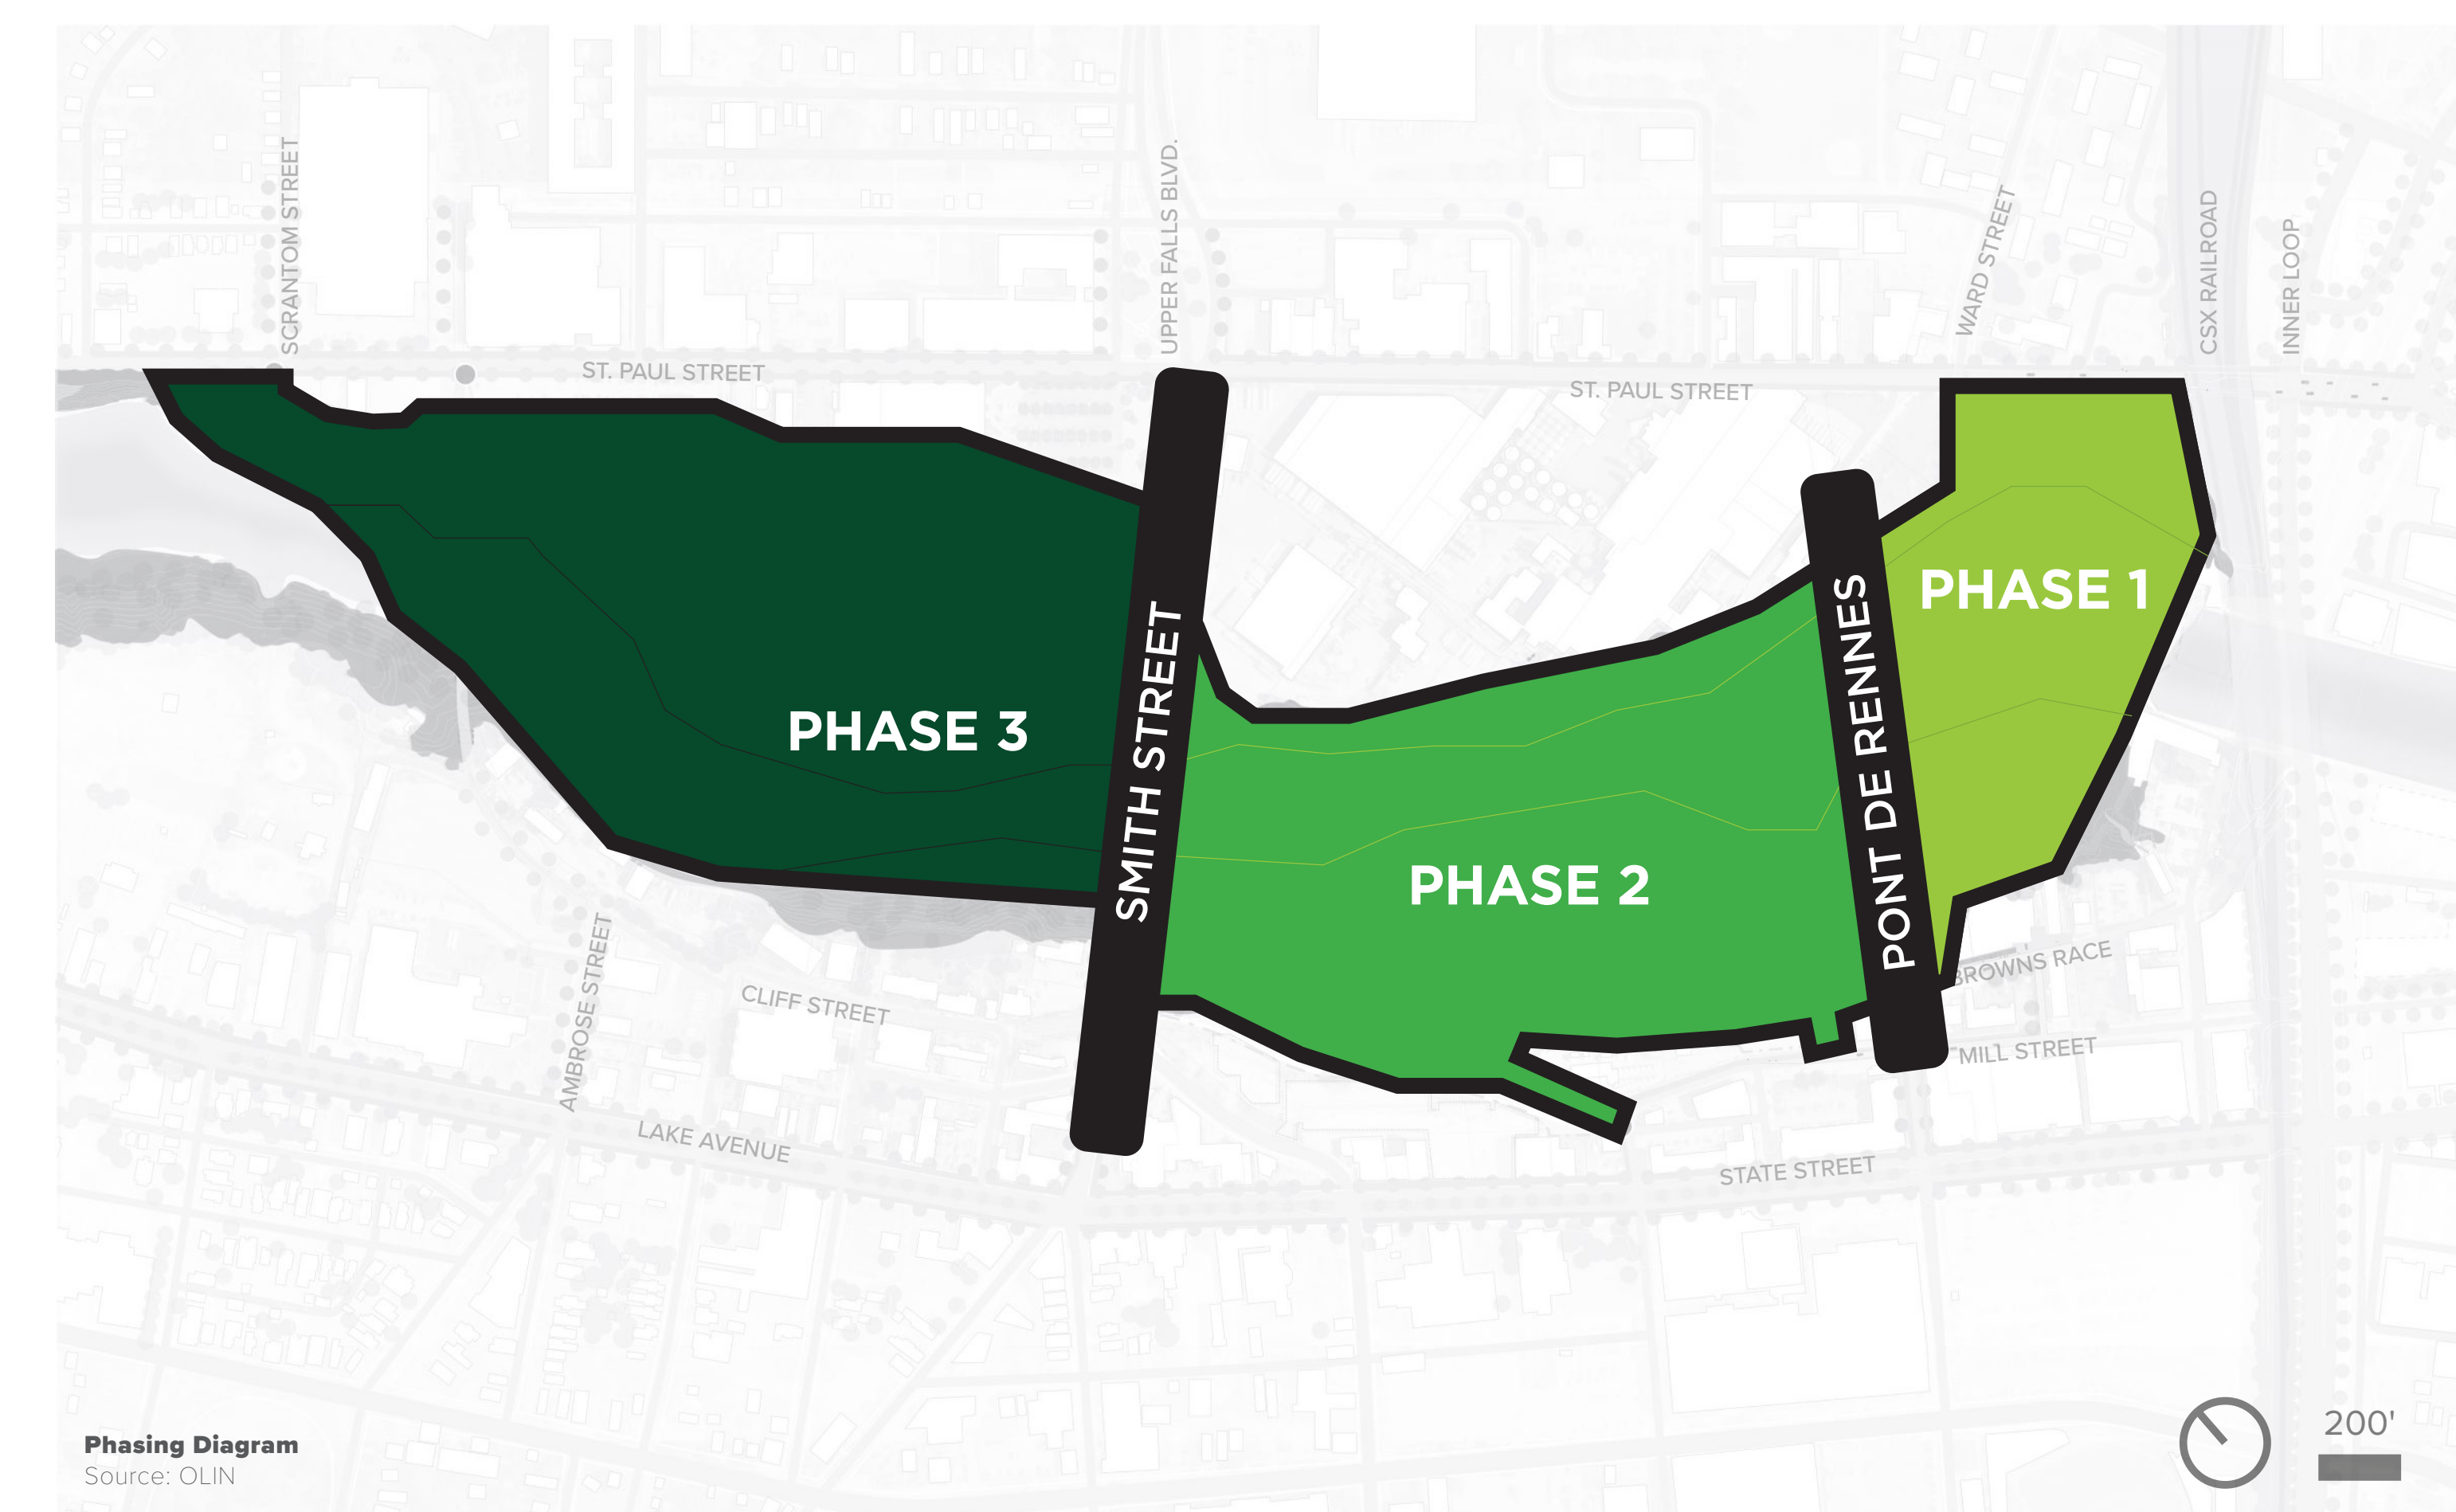 SCRANTOM STREET
UPPER FALLS BLVD.
WARD STREET
CSX RAILROAD
INNER LOOP
ST. PAUL STREET
ST. PAUL STREET
PHASE 1
PHASE 3
SMITH STREET
PONT DE RENNES
PHASE 2
BROWNS RACE
CLIFF STREET
AMBROSE STREET
MILL STREET
LAKE AVENUE
STATE STREET
Phasing Diagram
Source: OLIN
200'